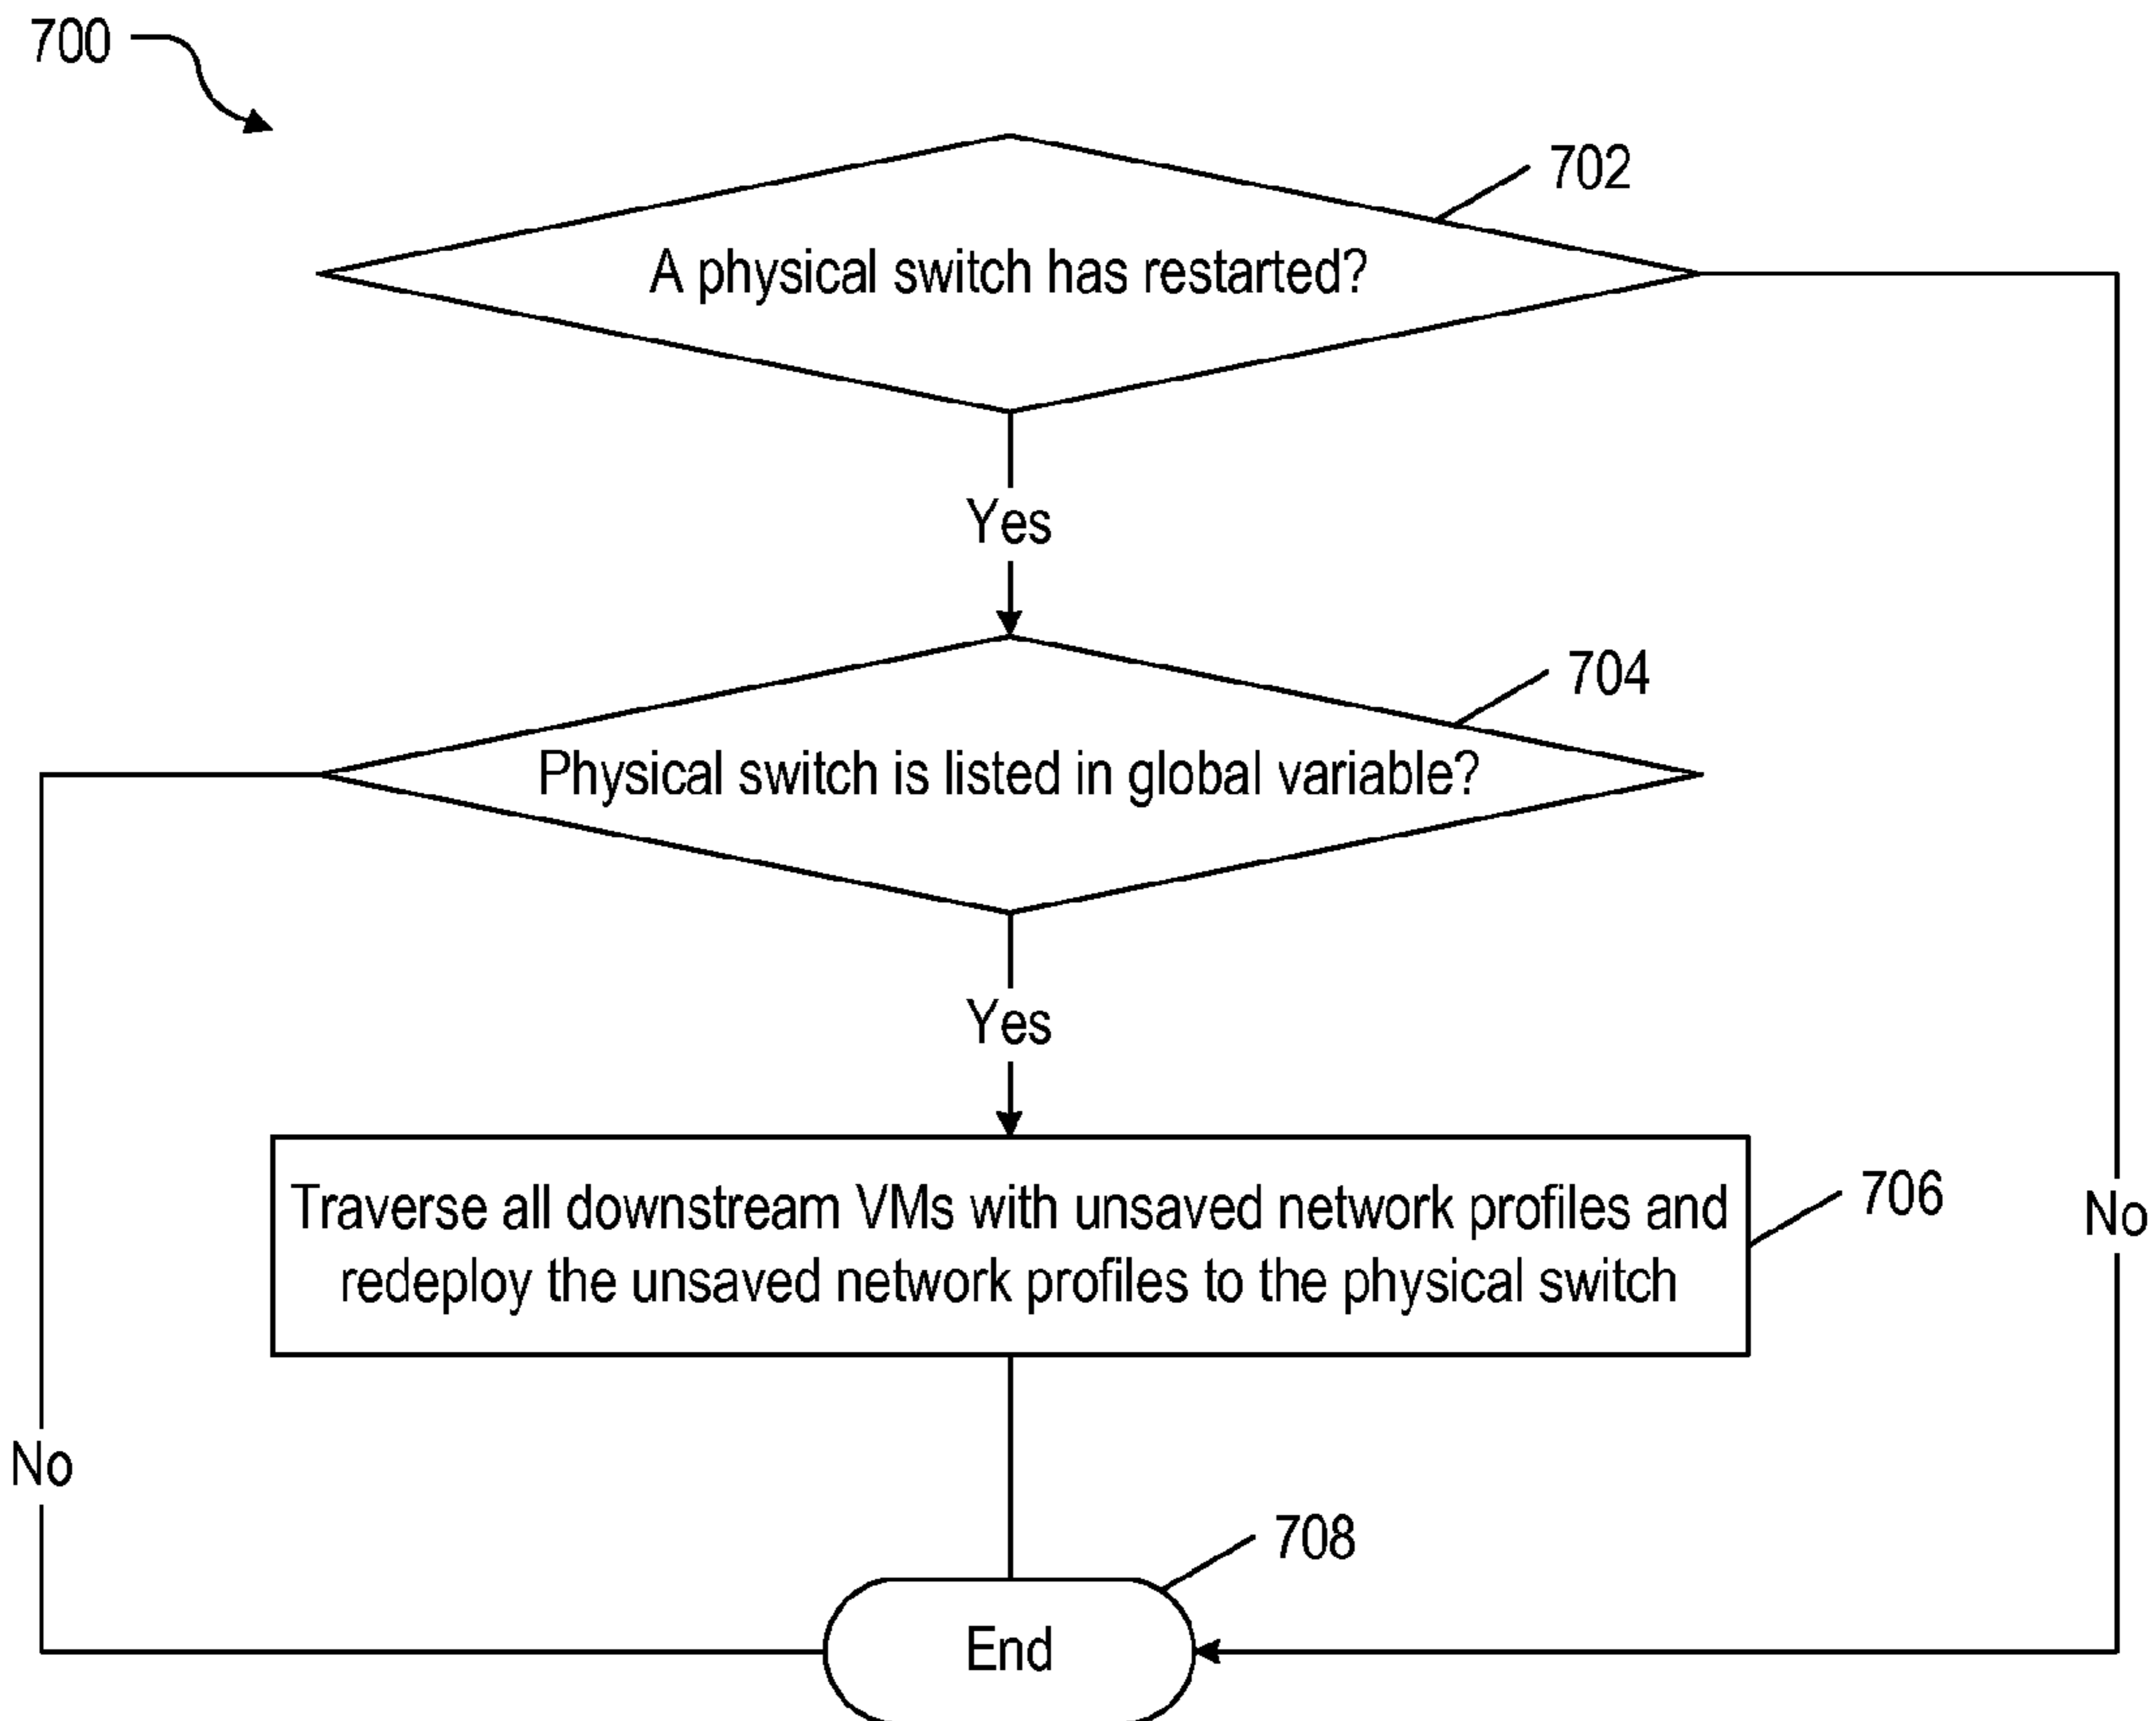 700
702
A physical switch has restarted?
Yes
704
Physical switch is listed in global variable?
Yes
706
Traverse all downstream VMs with unsaved network profiles and
redeploy the unsaved network profiles to the physical switch
No
No
708
End